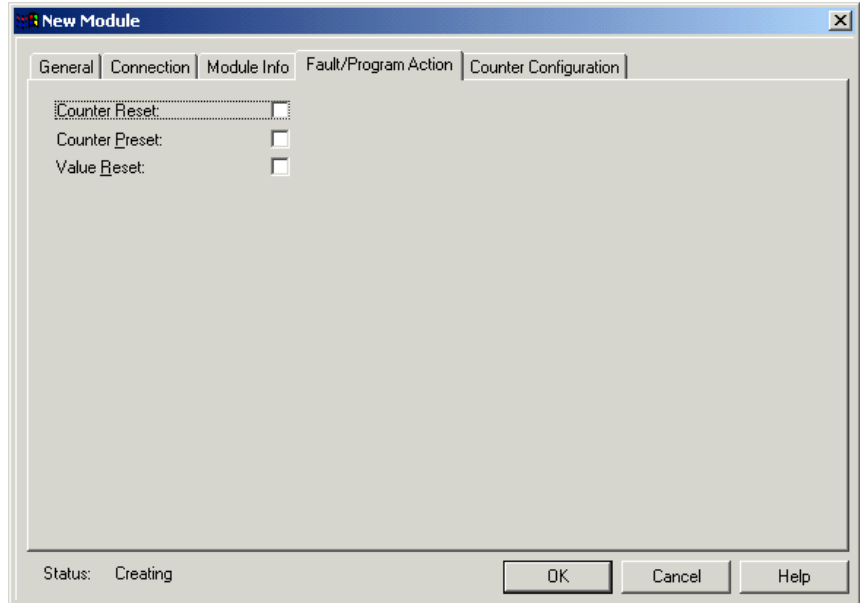 New Module
General Connection Module Info Fault/Program Action Counter Configuration
Counter Reset:
Counter Preset:
Value Reset:
Status: Creating OK Cancel Help